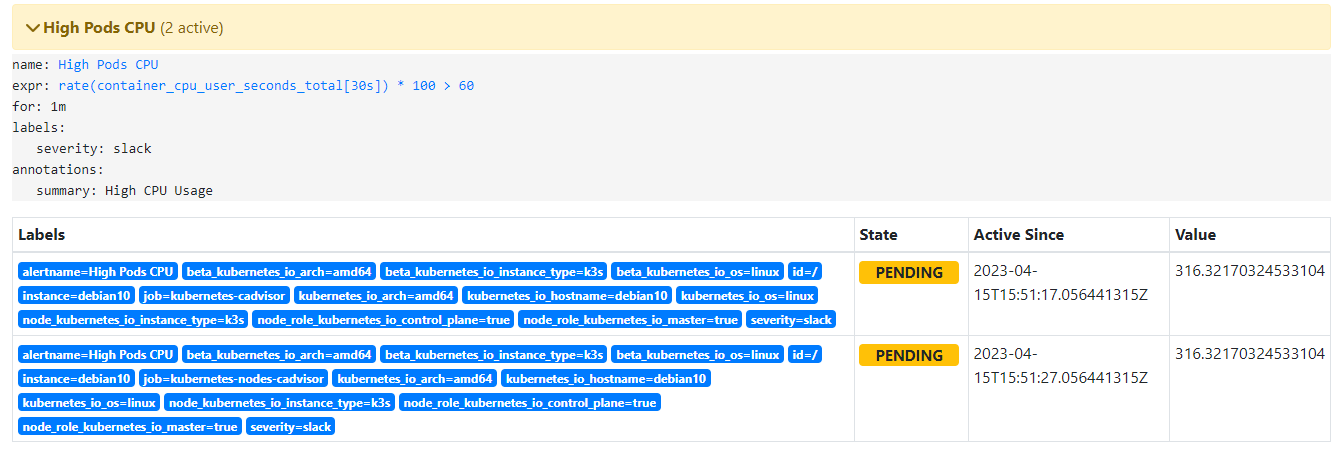 High Pods CPU (2 active)
name: High Pods CPU
expr: rate(container_cpu_user_seconds_total[30s]) * 100 > 60
for: 1m
labels:
severity: slack
annotations:
summary: High CPU Usage
Labels State Active Since Value
alertname=High Pods CPU beta_kubernetes_io_arch=amd64 beta_kubernetes_io_instance_type=k3s beta_kubernetes_io_os=linux id=/
instance=debian10 job=kubernetes-cadvisor kubernetes_io_arch=amd64 kubernetes_io_hostname=debian10 kubernetes_io_os=linux
node_kubernetes_io_instance_type=k3s node_role_kubernetes_io_control_plane=true node_role_kubernetes_io_master=true severity=slack
PENDING
2023-04-
15T15:51:17.056441315Z
316.32170324533104
alertname=High Pods CPU beta_kubernetes_io_arch=amd64 beta_kubernetes_io_instance_type=k3s beta_kubernetes_io_os=linux id=/
instance=debian10 job=kubernetes-nodes-cadvisor kubernetes_io_arch=amd64 kubernetes_io_hostname=debian10
kubernetes_io_os=linux node_kubernetes_io_instance_type=k3s node_role_kubernetes_io_control_plane=true
node_role_kubernetes_io_master=true severity=slack
PENDING
2023-04-
15T15:51:27.056441315Z
316.32170324533104